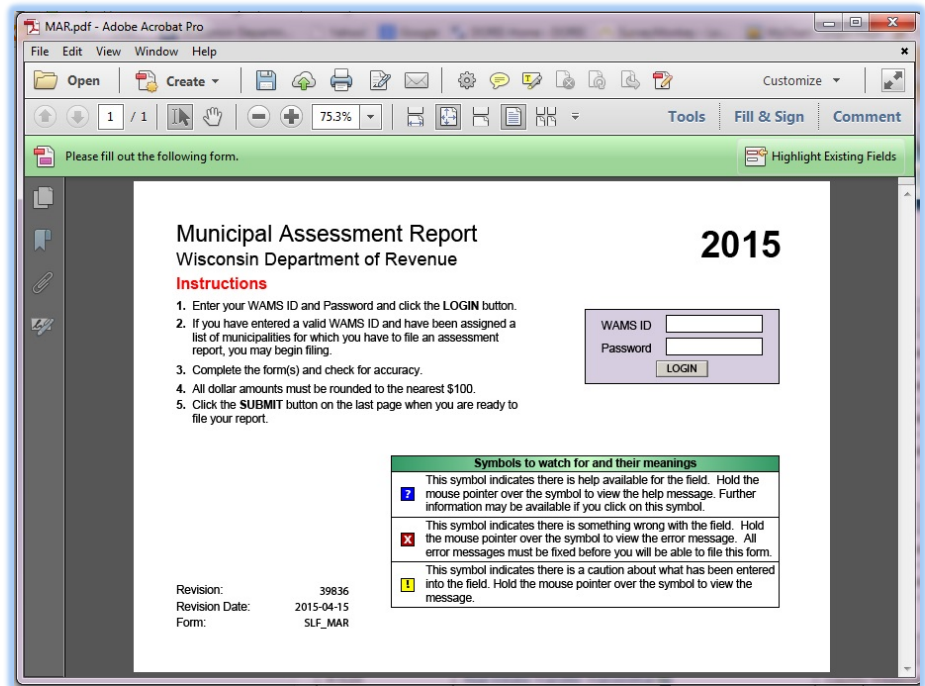 MAR.pdf - Adobe Acrobat Pro
File Edit View Window Help
Open Create Customize
1 / 1 75.3% Tools Fill & Sign Comment
Please fill out the following form. Highlight Existing Fields
Municipal Assessment Report
2015
Wisconsin Department of Revenue
Instructions
1. Enter your WAMS ID and Password and click the LOGIN button.
2. If you have entered a valid WAMS ID and have been assigned a
list of municipalities for which you have to file an assessment
report, you may begin filing.
3. Complete the form(s) and check for accuracy.
4. All dollar amounts must be rounded to the nearest $100.
5. Click the SUBMIT button on the last page when you are ready to
file your report.
WAMS ID
Password
LOGIN
Symbols to watch for and their meanings
? This symbol indicates there is help available for the field. Hold the
mouse pointer over the symbol to view the help message. Further
information may be available if you click on this symbol.
X This symbol indicates there is something wrong with the field. Hold
the mouse pointer over the symbol to view the error message. All
error messages must be fixed before you will be able to file this form.
! This symbol indicates there is a caution about what has been entered
into the field. Hold the mouse pointer over the symbol to view the
message.
Revision: 39836
Revision Date: 2015-04-15
Form: SLF_MAR